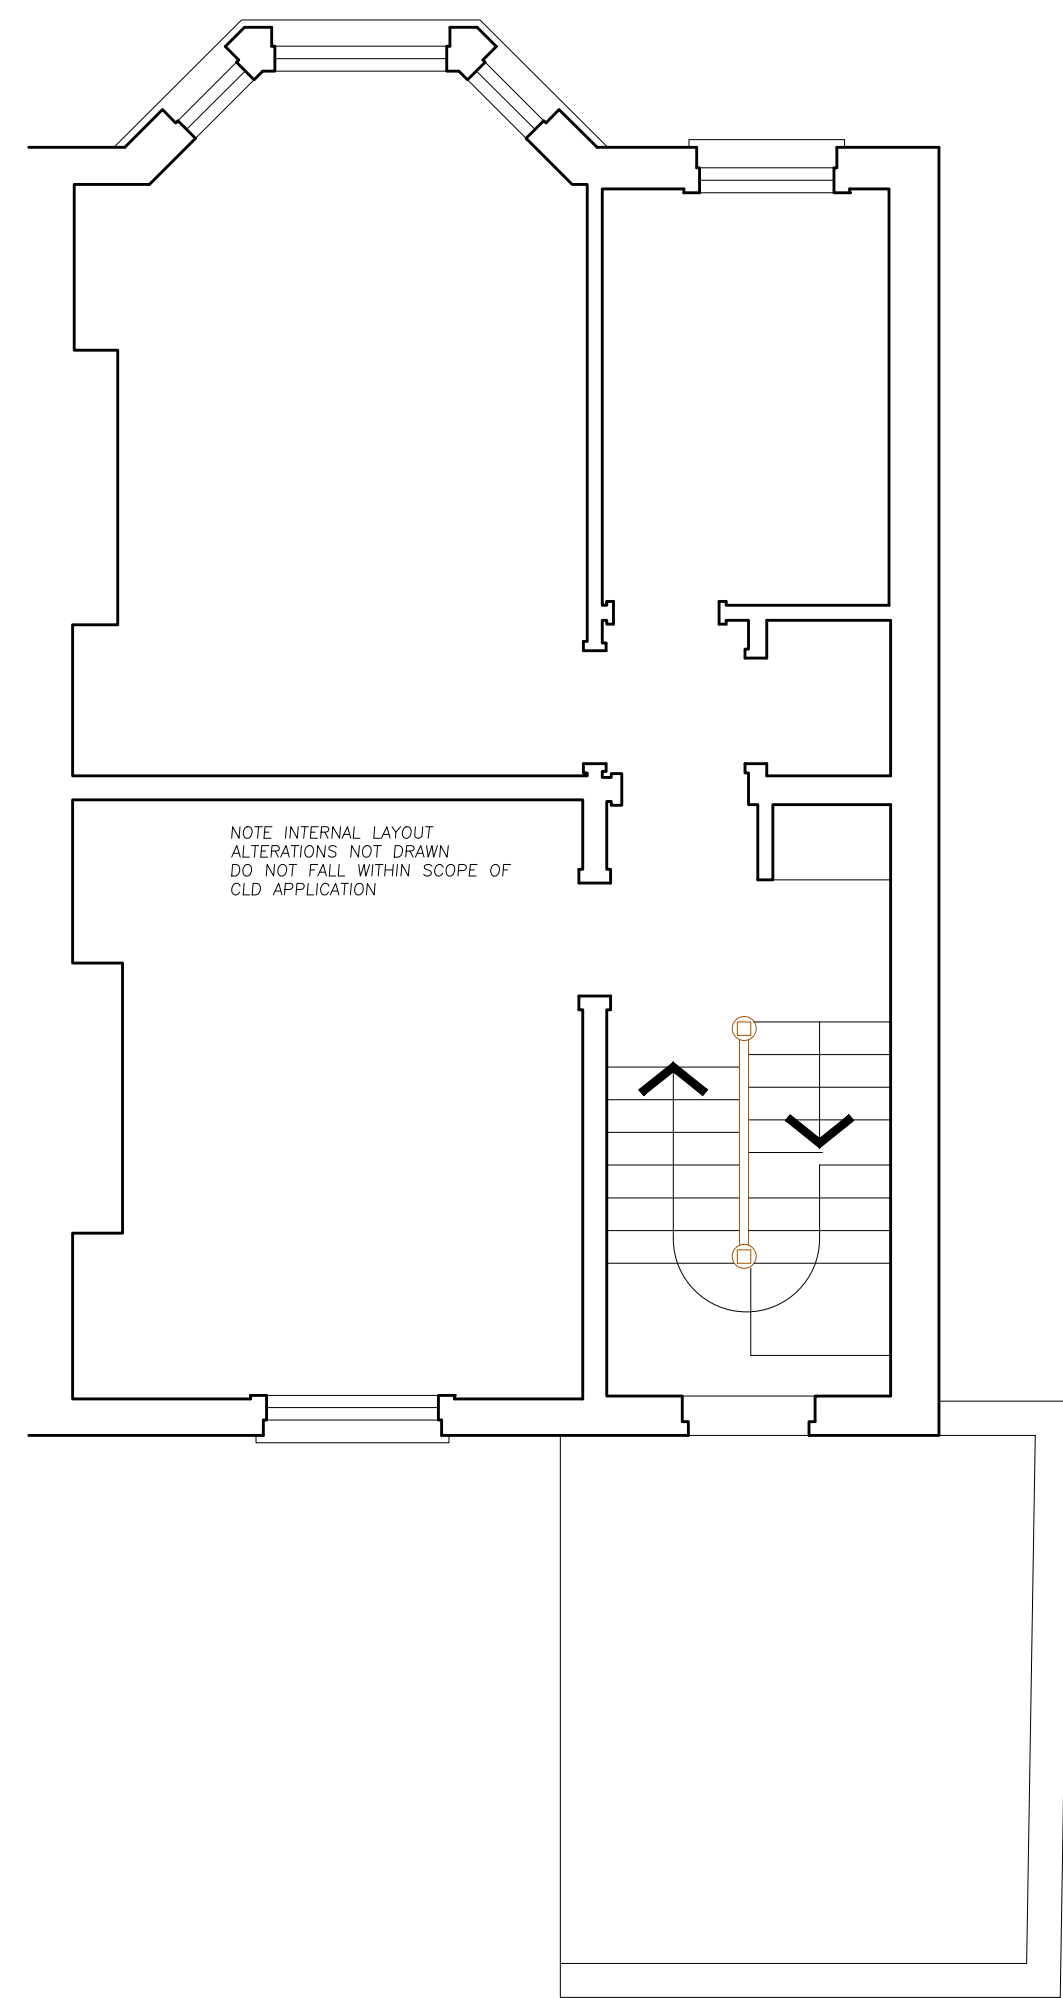 NOTE INTERNAL LAYOUT
ALTERATIONS NOT DRAWN
DO NOT FALL WITHIN SCOPE OF
CLD APPLICATION